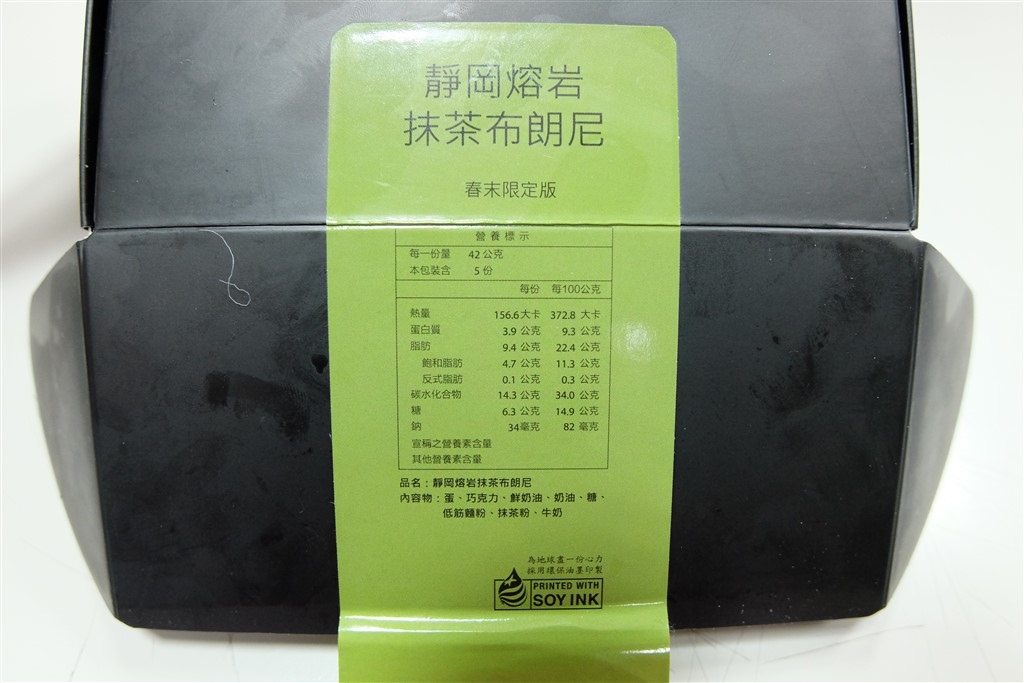 靜岡熔岩
抹茶布朗尼
春末限定版
營養標示
每一份量 42公克
本包裝含 5份
每份 每100公克
熱量 156.6大卡 372.8 大卡
蛋白質 3.9 公克 9.3 公克
脂肪 9.4 公克 22.4 公克
飽和脂肪 4.7 公克 11.3 公克
反式脂肪 0.1 公克 0.3 公克
碳水化合物 14.3 公克 34.0 公克
糖 6.3 公克 14.9 公克
鈉 34毫克 82 毫克
宣稱之營養素含量
其他營養素含量
品名：靜岡熔岩抹茶布朗尼
內容物：蛋、巧克力、鮮奶油、奶油、糖、
低筋麵粉、抹茶粉、牛奶
為地球盡一份心力
採用環保油墨印製
PRINTED WITH
SOY INK